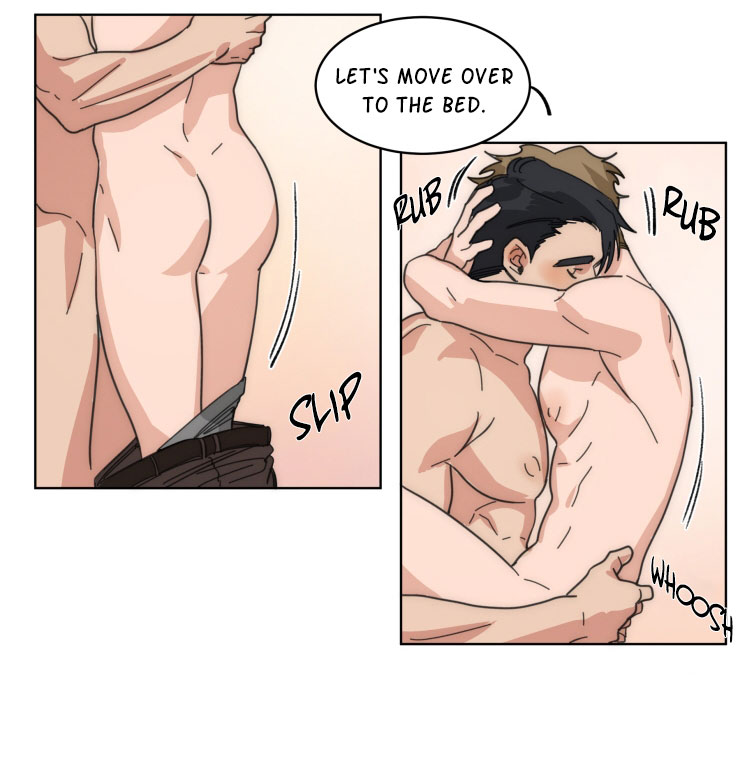 LET'S MOVE OVER
TO THE BED.
RUB
RUB
SLIP
WHOOSH